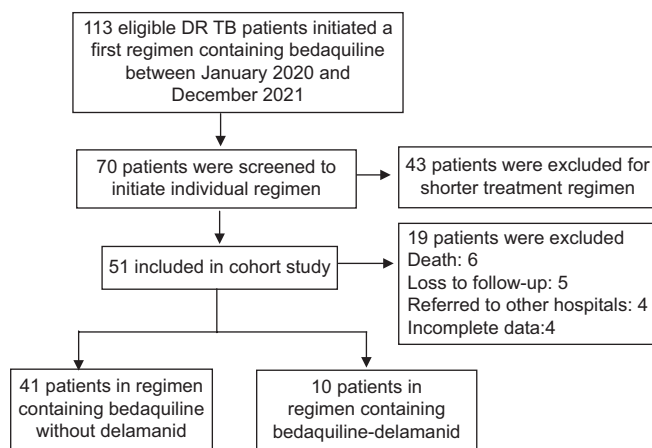 113 eligible DR TB patients initiated a
first regimen containing bedaquiline
between January 2020 and
December 2021
70 patients were screened to
initiate individual regimen
43 patients were excluded for
shorter treatment regimen
51 included in cohort study
19 patients were excluded
Death: 6
Loss to follow-up: 5
Referred to other hospitals: 4
Incomplete data:4
41 patients in regimen
containing bedaquiline
without delamanid
10 patients in
regimen containing
bedaquiline-delamanid